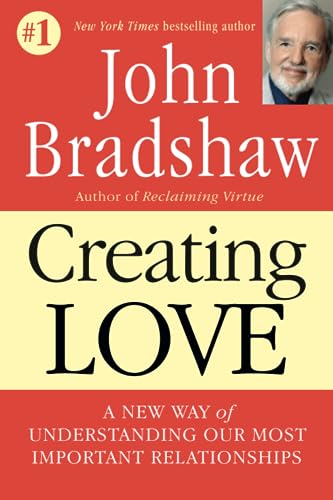 #1 New York Times bestselling author
John
Bradshaw
Author of Reclaiming Virtue
Creating
LOVE
A NEW WAY of
UNDERSTANDING OUR MOST
IMPORTANT RELATIONSHIPS